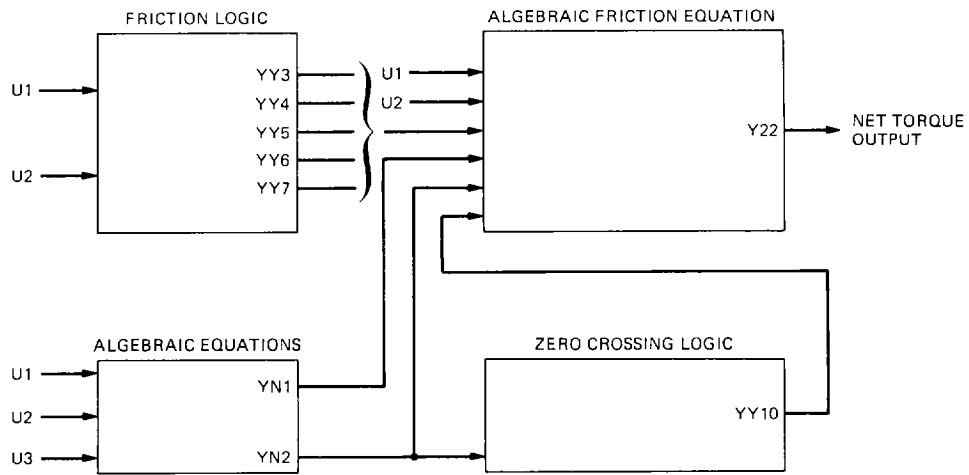 FRICTION LOGIC
ALGEBRAIC FRICTION EQUATION
U1
U2
YY3
YY4
YY5
YY6
YY7
U1
U2
Y22
NET TORQUE
OUTPUT
ALGEBRAIC EQUATIONS
ZERO CROSSING LOGIC
U1
U2
U3
YN1
YN2
YY10